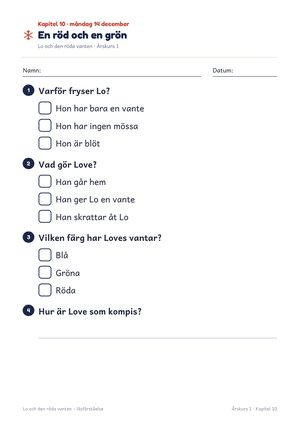 Kapitel 10 · måndag 14 december
En röd och en grön
Lo och den röda vanten · Årskurs 1
Namn: Datum:
1 Varför fryser Lo?
Hon har bara en vante
Hon har ingen mössa
Hon är blöt
2 Vad gör Love?
Han går hem
Han ger Lo en vante
Han skrattar åt Lo
3 Vilken färg har Loves vantar?
Blå
Gröna
Röda
4 Hur är Love som kompis?
Lo och den röda vanten – läsförståelse Årskurs 1 · Kapitel 10